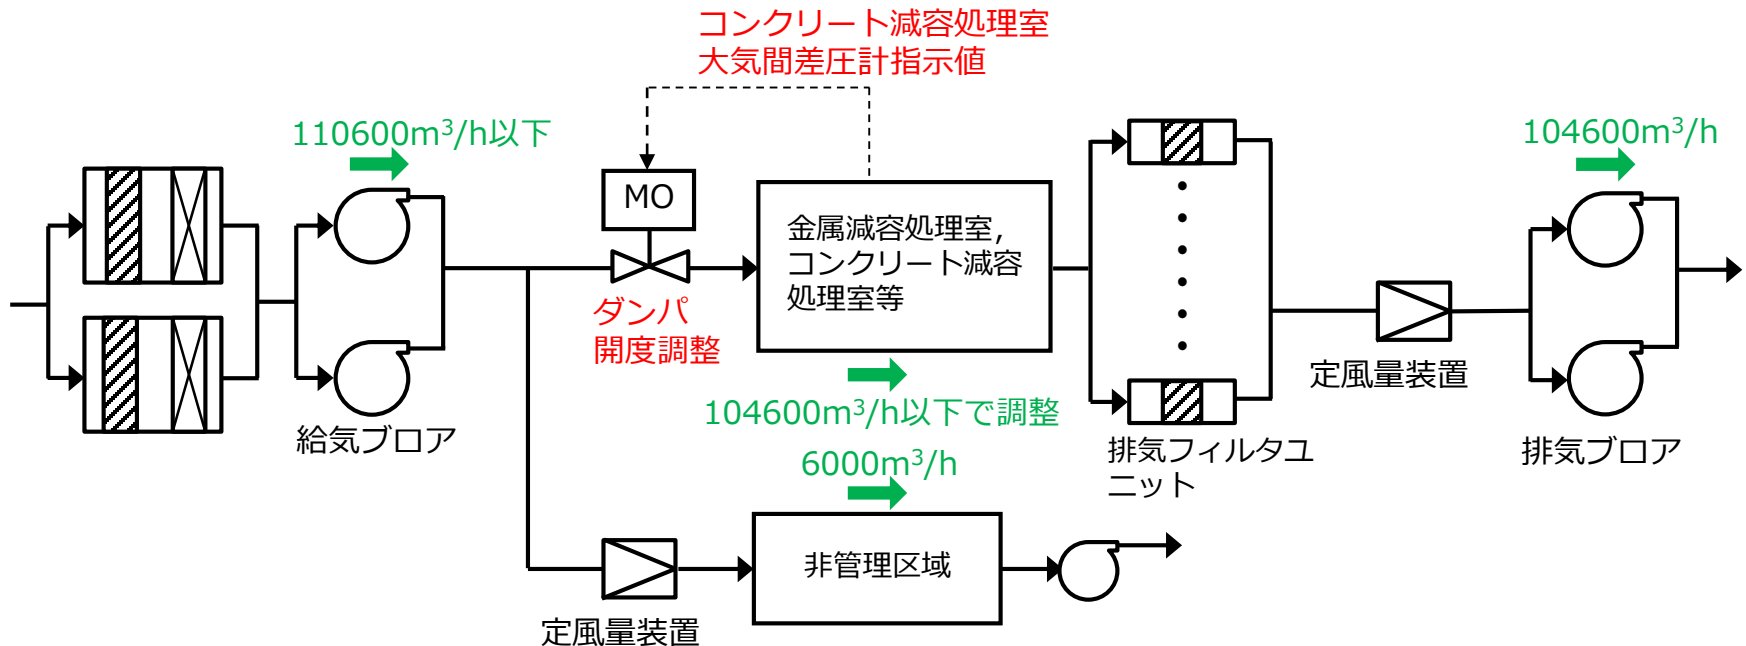 コンクリート減容処理室
大気間差圧計指示値
110600m³/h以下
104600m³/h
MO
金属減容処理室，
コンクリート減容
処理室等
ダンパ
開度調整
定風量装置
104600m³/h以下で調整
給気ブロア
排気フィルタユ
ニット
排気ブロア
6000m³/h
非管理区域
定風量装置